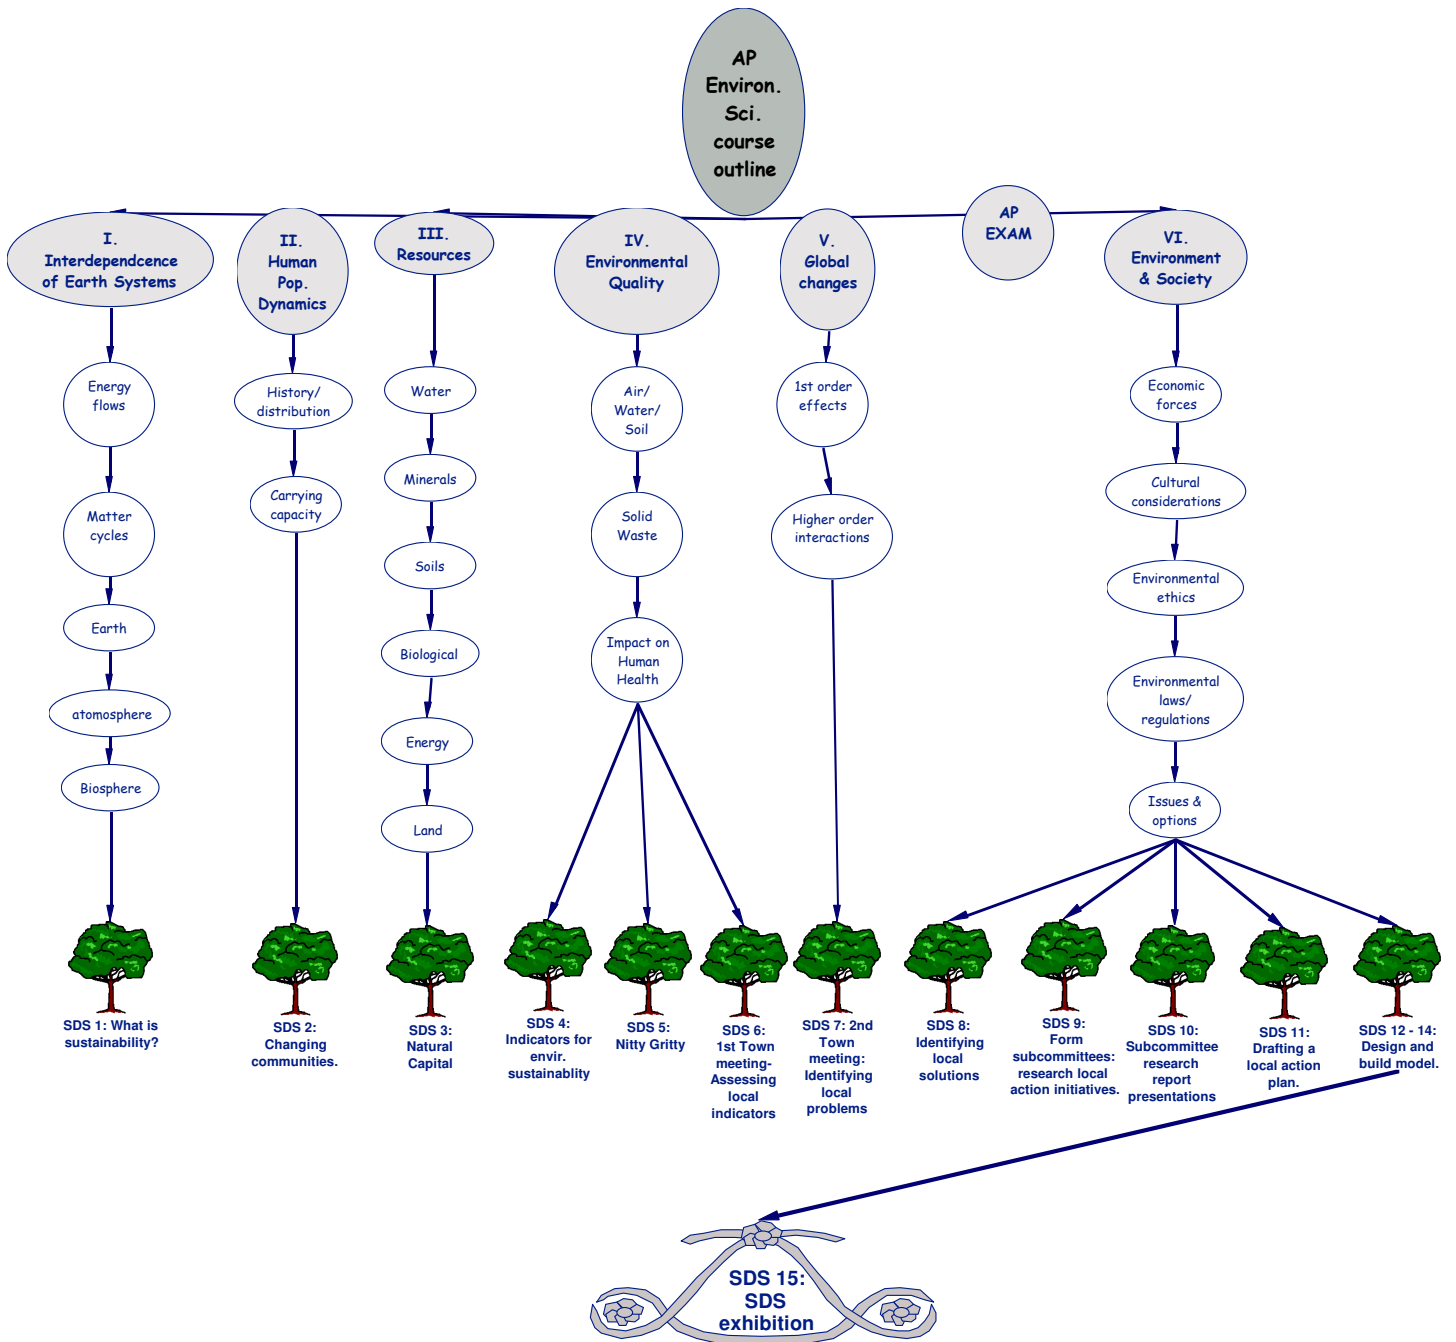 AP
Environ.
Sci.
course
outline
I.
Interdependcence
of Earth Systems
II.
Human
Pop.
Dynamics
III.
Resources
IV.
Environmental
Quality
V.
Global
changes
AP
EXAM
VI.
Environment
& Society
Energy
flows
Matter
cycles
Earth
atomosphere
Biosphere
History/
distribution
Carrying
capacity
Water
Minerals
Soils
Biological
Energy
Land
Air/
Water/
Soil
Solid
Waste
Impact on
Human
Health
1st order
effects
Higher order
interactions
Economic
forces
Cultural
considerations
Environmental
ethics
Environmental
laws/
regulations
Issues &
options
SDS 1: What is
sustainability?
SDS 2:
Changing
communities.
SDS 3:
Natural
Capital
SDS 4:
Indicators for
envir.
sustainablity
SDS 5:
Nitty Gritty
SDS 6:
1st Town
meeting-
Assessing
local
indicators
SDS 7: 2nd
Town
meeting:
Identifying
local
problems
SDS 8:
Identifying
local
solutions
SDS 9:
Form
subcommittees:
research local
action initiatives.
SDS 10:
Subcommittee
research
report
presentations
SDS 11:
Drafting a
local action
plan.
SDS 12 - 14:
Design and
build model.
SDS 15:
SDS
exhibition